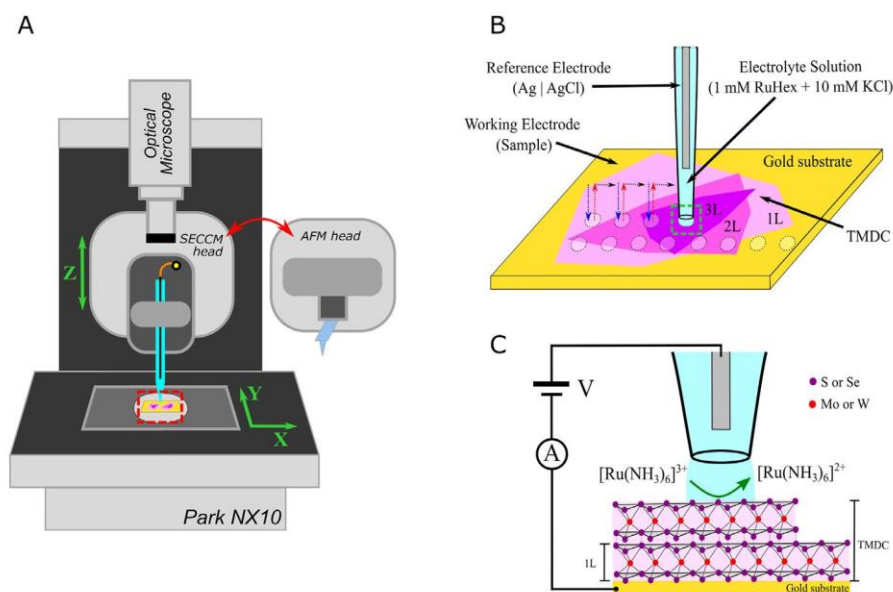 A
Optical
Microscope
SECCM
head
AFM head
Z
Y
X
Park NX10
B
Reference Electrode
(Ag | AgCl)
Electrolyte Solution
(1 mM RuHex + 10 mM KCl)
Working Electrode
(Sample)
Gold substrate
3L
2L
1L
TMDC
C
V
A
S or Se
Mo or W
[Ru(NH₃)₆]³⁺
[Ru(NH₃)₆]²⁺
TMDC
1L
Gold substrate